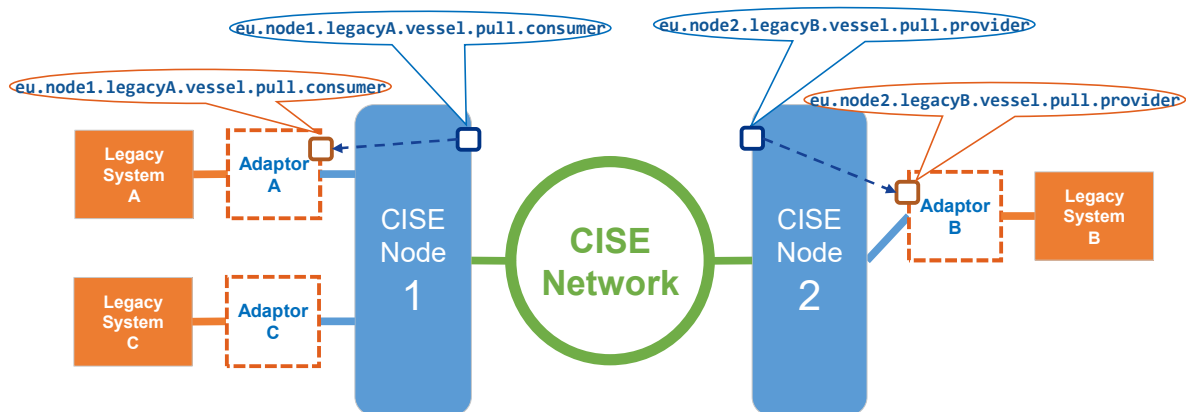 eu.node1.legacyA.vessel.pull.consumer
eu.node2.legacyB.vessel.pull.provider
eu.node1.legacyA.vessel.pull.consumer
eu.node2.legacyB.vessel.pull.provider
Legacy
System
A
Adaptor
A
CISE
Node
1
CISE
Network
CISE
Node
2
Adaptor
B
Legacy
System
B
Legacy
System
C
Adaptor
C